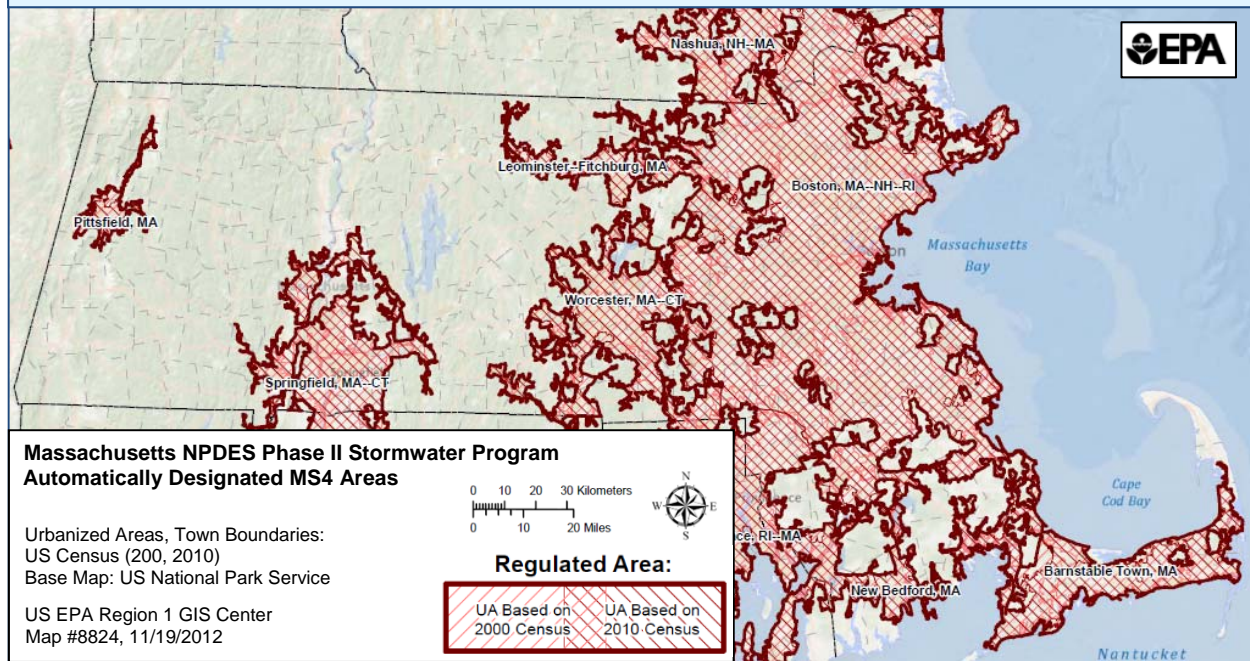 Nashua, NH--MA
EPA
Leominster--Fitchburg, MA
Boston, MA--NH--RI
Pittsfield, MA
Massachusetts
Bay
Worcester, MA--CT
Springfield, MA--CT
Massachusetts NPDES Phase II Stormwater Program
Automatically Designated MS4 Areas
Urbanized Areas, Town Boundaries:
US Census (200, 2010)
Base Map: US National Park Service
US EPA Region 1 GIS Center
Map #8824, 11/19/2012
0 10 20 30 Kilometers
0 10 20 Miles
N
W E
S
Regulated Area:
UA Based on
2000 Census
UA Based on
2010 Census
Cape
Cod Bay
ce, RI--MA
Barnstable Town, MA
New Bedford, MA
Nantucket